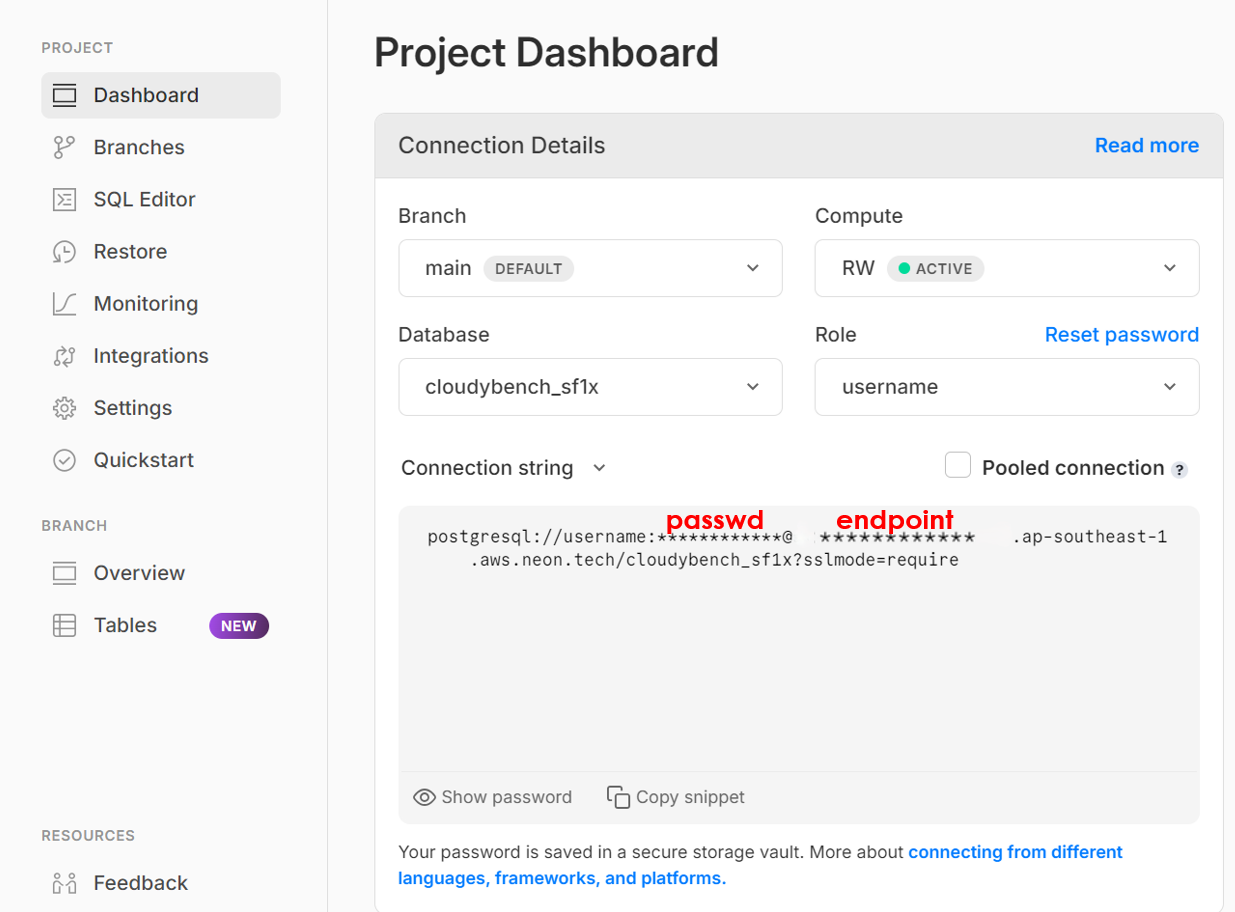 PROJECT
Dashboard
Branches
SQL Editor
Restore
Monitoring
Integrations
Settings
Quickstart
BRANCH
Overview
Tables NEW
RESOURCES
Feedback
Project Dashboard
Connection Details Read more
Branch Compute
main DEFAULT RW ACTIVE
Database Role Reset password
cloudybench_sf1x username
Connection string Pooled connection ?
passwd endpoint
postgresql://username:************@ ************ .ap-southeast-1
.aws.neon.tech/cloudybench_sf1x?sslmode=require
Show password Copy snippet
Your password is saved in a secure storage vault. More about connecting from different
languages, frameworks, and platforms.